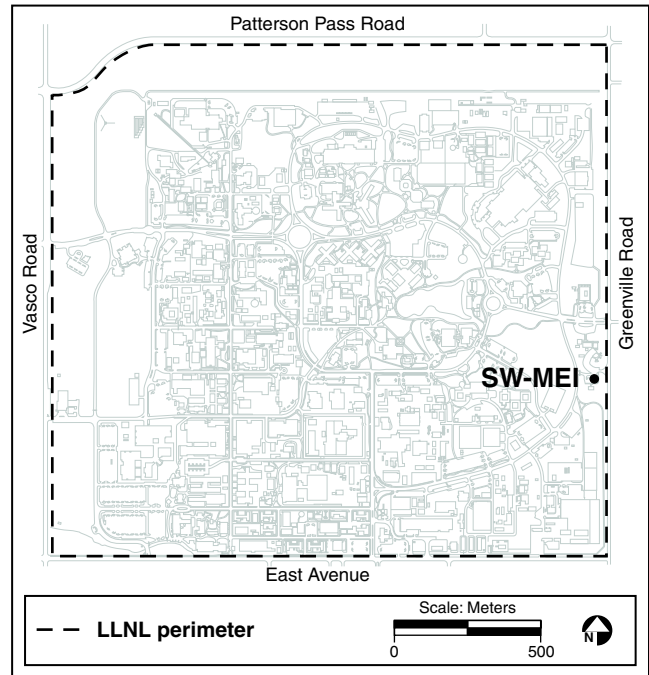 Patterson Pass Road
Vasco Road
Greenville Road
SW-MEI
East Avenue
LLNL perimeter
Scale: Meters
0 500
N